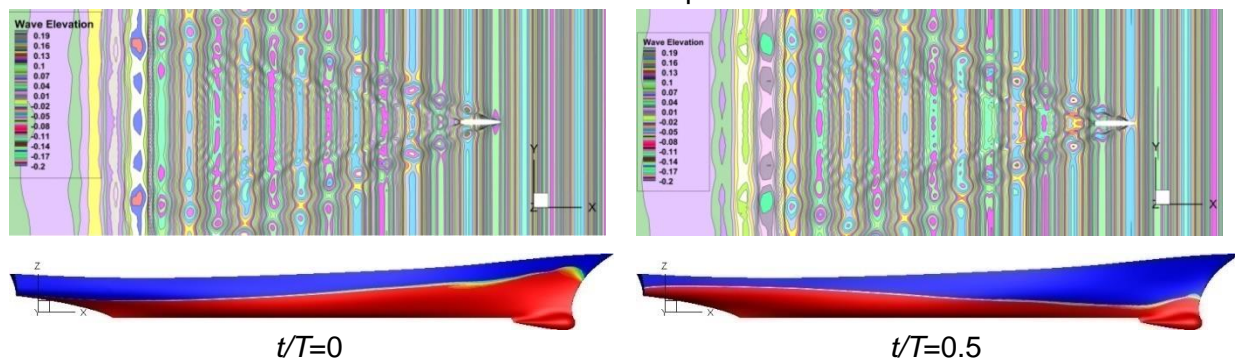 Wave Elevation
0.19
0.16
0.13
0.1
0.07
0.04
0.01
-0.02
-0.05
-0.08
-0.11
-0.14
-0.17
-0.2
Y
Z
X
Wave Elevation
0.19
0.16
0.13
0.1
0.07
0.04
0.01
-0.02
-0.05
-0.08
-0.11
-0.14
-0.17
-0.2
Y
Z
X
Z
Y
X
Z
Y
X
t/T=0
t/T=0.5